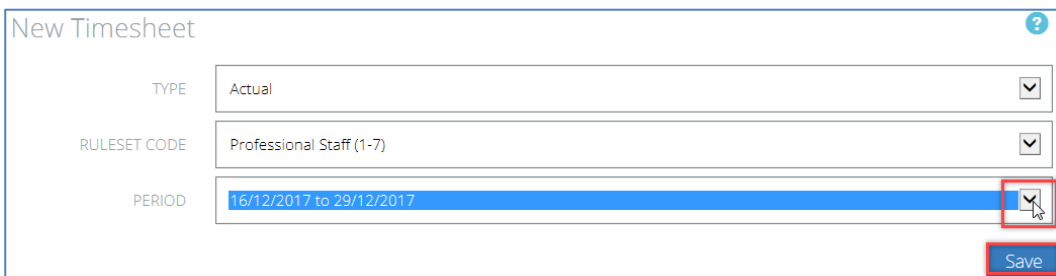 New Timesheet ?
TYPE Actual
RULESET CODE Professional Staff (1-7)
PERIOD 16/12/2017 to 29/12/2017
Save